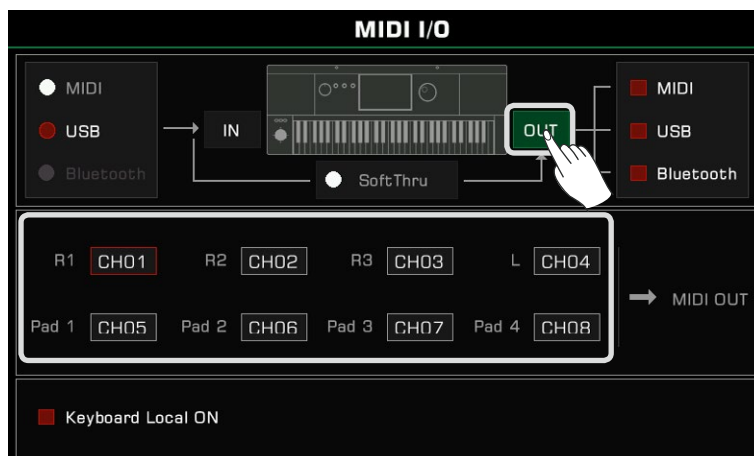 MIDI I/O
MIDI
USB
Bluetooth
IN
SoftThru
OUT
MIDI
USB
Bluetooth
R1 CH01 R2 CH02 R3 CH03 L CH04
Pad 1 CH05 Pad 2 CH06 Pad 3 CH07 Pad 4 CH08
MIDI OUT
Keyboard Local ON